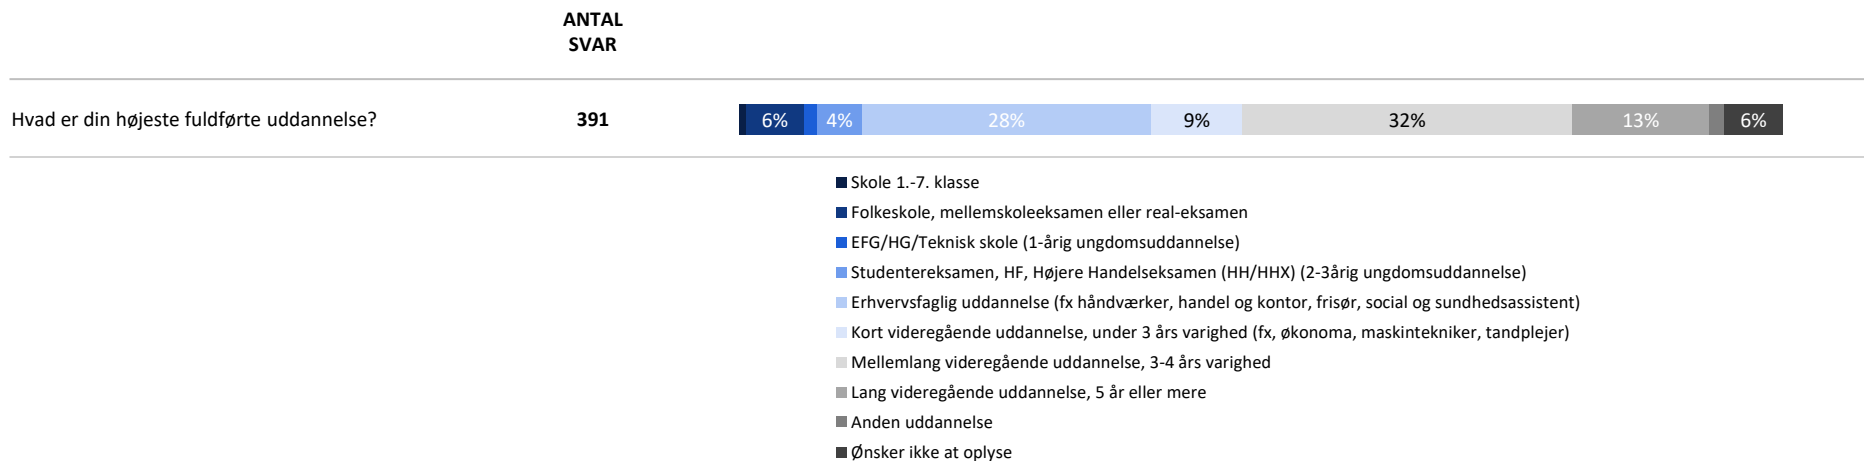 ANTAL
SVAR
Hvad er din højeste fuldførte uddannelse?
391
6%
4%
28%
9%
32%
13%
6%
Skole 1.-7. klasse
Folkeskole, mellemskoleeksamen eller real-eksamen
EFG/HG/Teknisk skole (1-årig ungdomsuddannelse)
Studentereksamen, HF, Højere Handelseksamen (HH/HHX) (2-3årig ungdomsuddannelse)
Erhvervsfaglig uddannelse (fx håndværker, handel og kontor, frisør, social og sundhedsassistent)
Kort videregående uddannelse, under 3 års varighed (fx, økonoma, maskintekniker, tandplejer)
Mellemlang videregående uddannelse, 3-4 års varighed
Lang videregående uddannelse, 5 år eller mere
Anden uddannelse
Ønsker ikke at oplyse